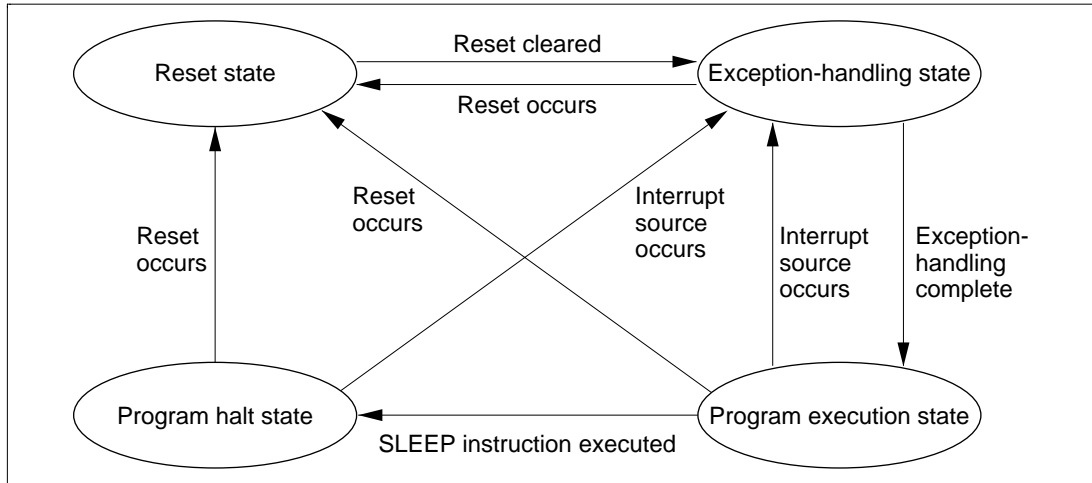 Reset cleared
Reset state
Exception-handling state
Reset occurs
Reset
occurs
Interrupt
source
occurs
Reset
occurs
Interrupt
source
occurs
Exception-
handling
complete
Program halt state
Program execution state
SLEEP instruction executed